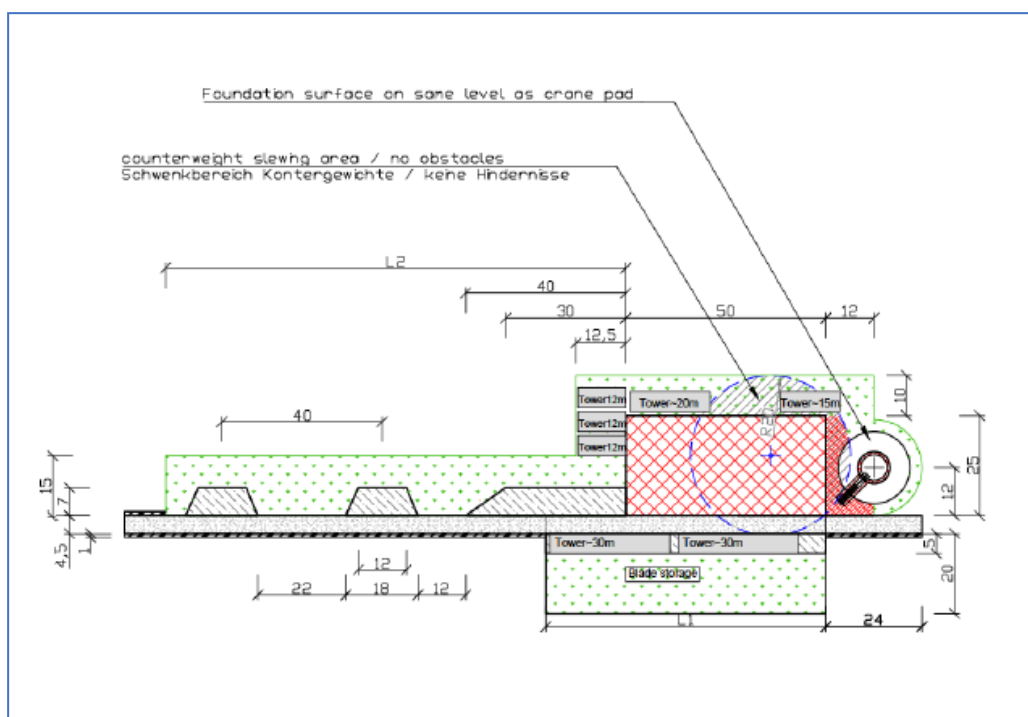 Foundation surface on same level as crane pad
counterweight slewing area / no obstacles
Schwenkbereich Kontergewichte / keine Hindernisse
L2
40
30
50
12
12,5
10
Tower12m
Tower~20m
Tower~15m
R20
40
Tower12m
Tower12m
25
12
15
7
4,5
1
Tower~30m
Tower~30m
5
20
12
Blade storage
22
18
12
L1
24